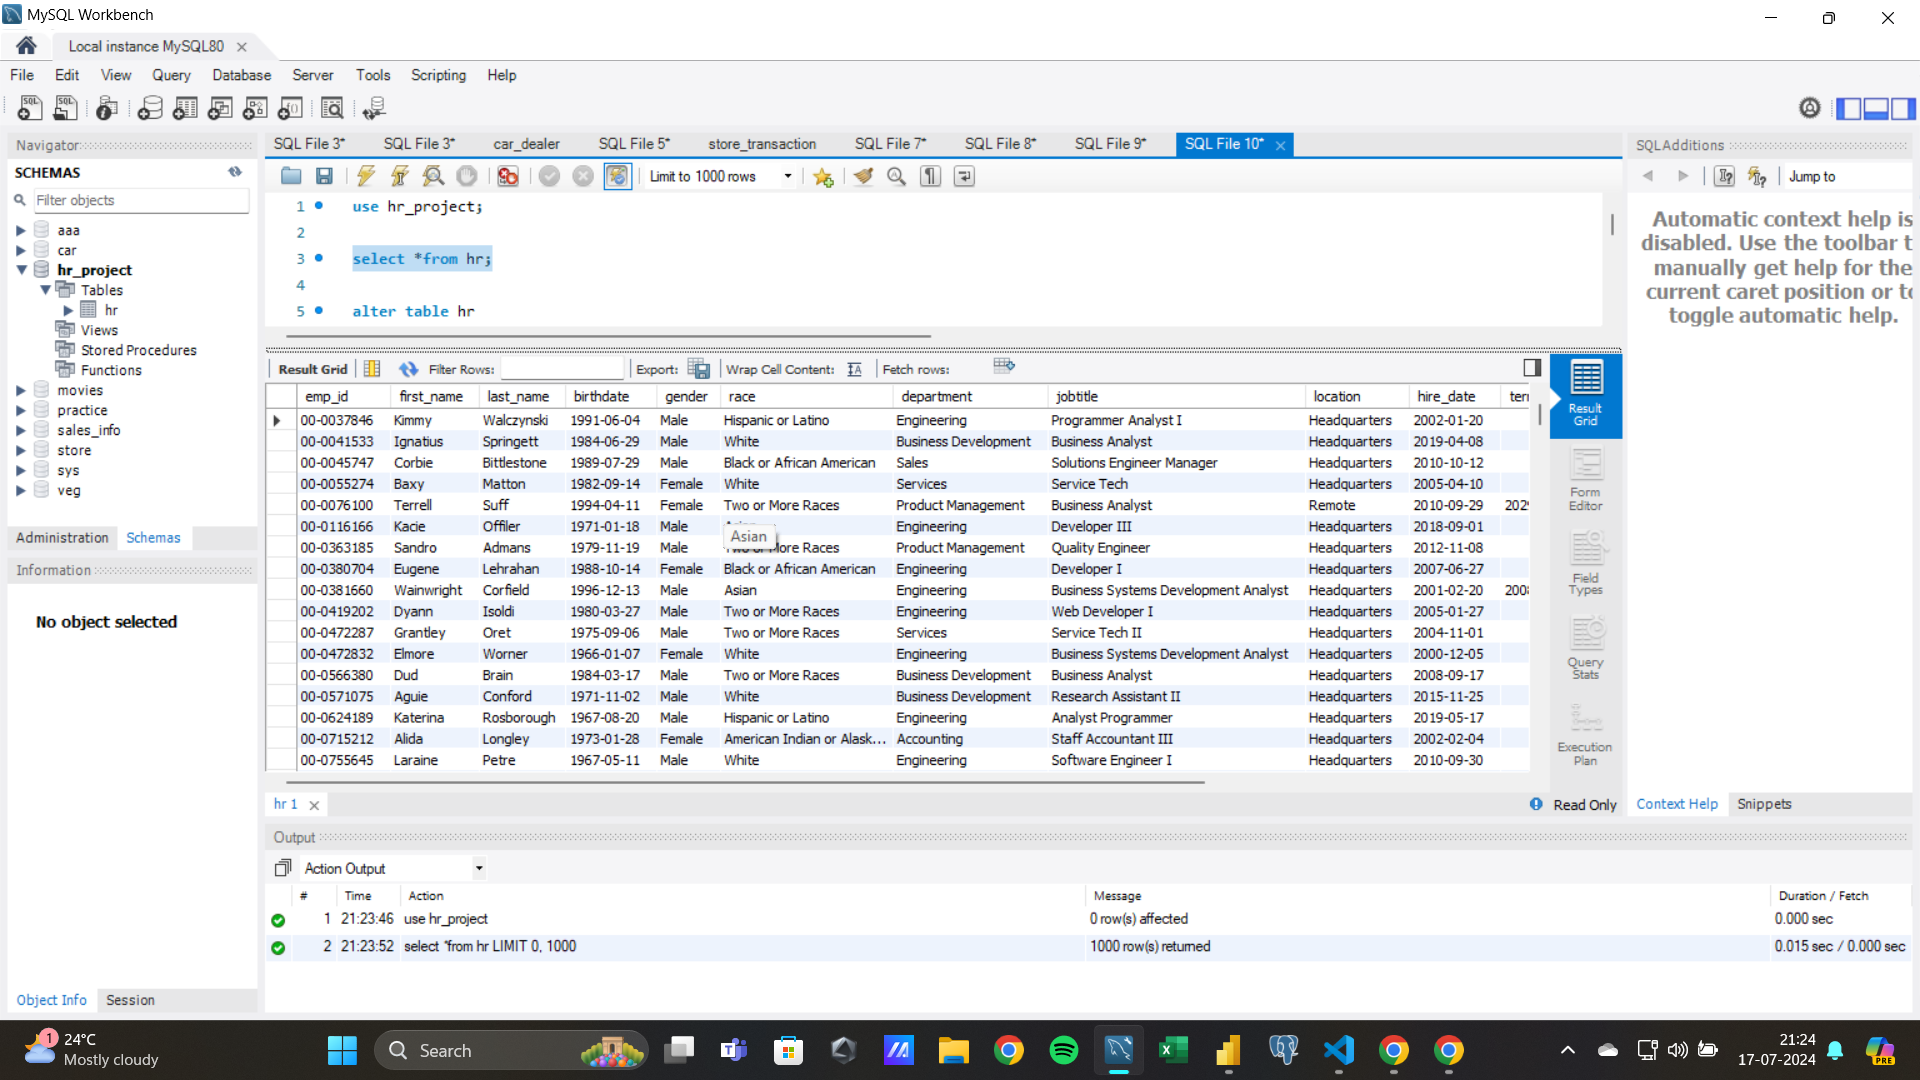 MySQL Workbench
Local instance MySQL80
File Edit View Query Database Server Tools Scripting Help
Navigator
SCHEMAS
Filter objects
aaa
car
hr_project
Tables
hr
Views
Stored Procedures
Functions
movies
practice
sales_info
store
sys
veg
Administration Schemas
Information
No object selected
Object Info Session
SQL File 3* SQL File 3* car_dealer SQL File 5* store_transaction SQL File 7* SQL File 8* SQL File 9* SQL File 10*
Limit to 1000 rows
1 use hr_project;
2
3 select *from hr;
4
5 alter table hr
Result Grid Filter Rows: Export: Wrap Cell Content: Fetch rows:
emp_id first_name last_name birthdate gender race department jobtitle location hire_date terr
00-0037846 Kimmy Walczynski 1991-06-04 Male Hispanic or Latino Engineering Programmer Analyst I Headquarters 2002-01-20
00-0041533 Ignatius Springett 1984-06-29 Male White Business Development Business Analyst Headquarters 2019-04-08
00-0045747 Corbie Bittlestone 1989-07-29 Male Black or African American Sales Solutions Engineer Manager Headquarters 2010-10-12
00-0055274 Baxy Matton 1982-09-14 Female White Services Service Tech Headquarters 2005-04-10
00-0076100 Terrell Suff 1994-04-11 Female Two or More Races Product Management Business Analyst Remote 2010-09-29 2029
00-0116166 Kacie Offiler 1971-01-18 Male Asian Engineering Developer III Headquarters 2018-09-01
Asian
00-0363185 Sandro Admans 1979-11-19 Male Two or More Races Product Management Quality Engineer Headquarters 2012-11-08
00-0380704 Eugene Lehrahan 1988-10-14 Female Black or African American Engineering Developer I Headquarters 2007-06-27
00-0381660 Wainwright Corfield 1996-12-13 Male Asian Engineering Business Systems Development Analyst Headquarters 2001-02-20 2008
00-0419202 Dyann Isoldi 1980-03-27 Male Two or More Races Engineering Web Developer I Headquarters 2005-01-27
00-0472287 Grantley Oret 1975-09-06 Male Two or More Races Services Service Tech II Headquarters 2004-11-01
00-0472832 Elmore Worner 1966-01-07 Female White Engineering Business Systems Development Analyst Headquarters 2000-12-05
00-0566380 Dud Brain 1984-03-17 Male Two or More Races Business Development Business Analyst Headquarters 2008-09-17
00-0571075 Aguie Conford 1971-11-02 Male White Business Development Research Assistant II Headquarters 2015-11-25
00-0624189 Katerina Rosborough 1967-08-20 Male Hispanic or Latino Engineering Analyst Programmer Headquarters 2019-05-17
00-0715212 Alida Longley 1973-01-28 Female American Indian or Alask... Accounting Staff Accountant III Headquarters 2002-02-04
00-0755645 Laraine Petre 1967-05-11 Male White Engineering Software Engineer I Headquarters 2010-09-30
Result
Grid
Form
Editor
Field
Types
Query
Stats
Execution
Plan
hr 1 Read Only
SQLAdditions
Jump to
Automatic context help is
disabled. Use the toolbar t
manually get help for the
current caret position or to
toggle automatic help.
Context Help Snippets
Output
Action Output
# Time Action Message Duration / Fetch
1 21:23:46 use hr_project 0 row(s) affected 0.000 sec
2 21:23:52 select *from hr LIMIT 0, 1000 1000 row(s) returned 0.015 sec / 0.000 sec
1
24°C
Mostly cloudy
Search
21:24
17-07-2024
PRE